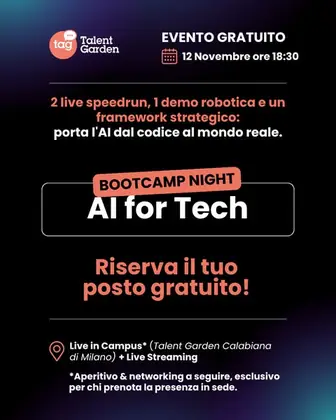 tag
Talent
Garden
EVENTO GRATUITO
12 Novembre ore 18:30
2 live speedrun, 1 demo robotica e un
framework strategico:
porta l'AI dal codice al mondo reale.
BOOTCAMP NIGHT
AI for Tech
Riserva il tuo
posto gratuito!
Live in Campus* (Talent Garden Calabiana
di Milano) + Live Streaming
*Aperitivo & networking a seguire, esclusivo
per chi prenota la presenza in sede.